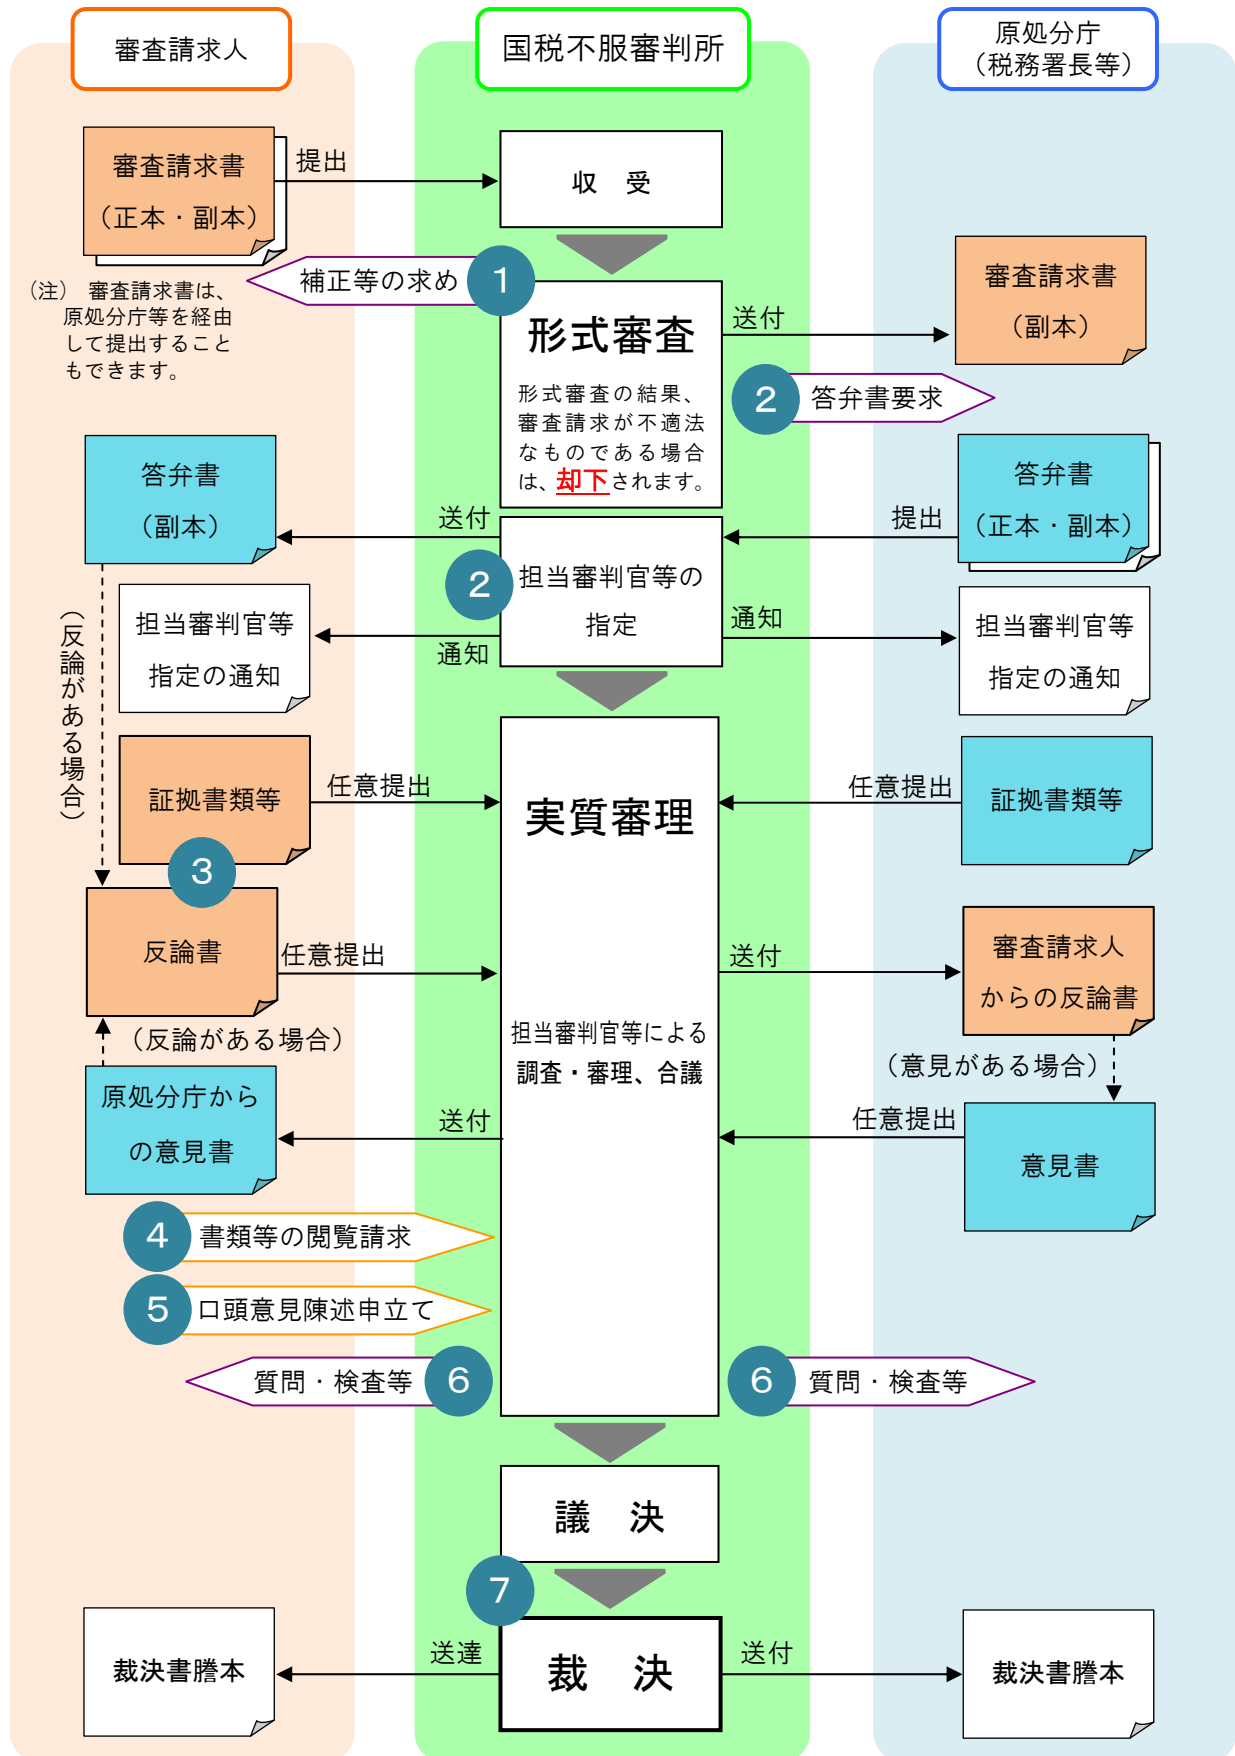 審査請求人
国税不服審判所
原処分庁
（税務署長等）
審査請求書
（正本・副本）
提出
収　受
（注）　審査請求書は、
原処分庁等を経由
して提出すること
もできます。
補正等の求め
1
形式審査
形式審査の結果、
審査請求が不適法
なものである場合
は、却下されます。
送付
審査請求書
（副本）
2
答弁書要求
答弁書
（副本）
送付
提出
答弁書
（正本・副本）
2
担当審判官等の
指定
通知
担当審判官等
指定の通知
通知
担当審判官等
指定の通知
（反論がある場合）
証拠書類等
任意提出
実質審理
任意提出
証拠書類等
3
反論書
任意提出
送付
審査請求人
からの反論書
（反論がある場合）
担当審判官等による
調査・審理、合議
（意見がある場合）
原処分庁から
の意見書
送付
任意提出
意見書
4
書類等の閲覧請求
5
口頭意見陳述申立て
質問・検査等
6
6
質問・検査等
議　決
7
裁　決
送達
裁決書謄本
送付
裁決書謄本